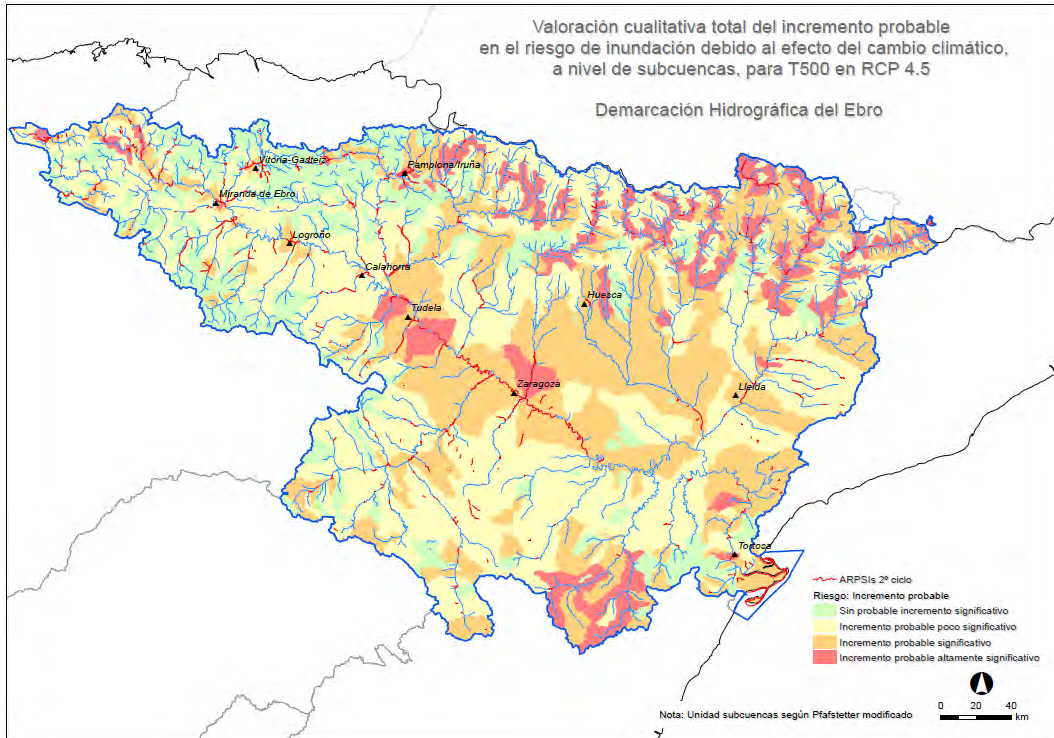 Valoración cualitativa total del incremento probable
en el riesgo de inundación debido al efecto del cambio climático,
a nivel de subcuencas, para T500 en RCP 4.5
Demarcación Hidrográfica del Ebro
Vitoria-Gasteiz
Pamplona/Iruña
Miranda de Ebro
Logroño
Calahorra
Tudela
Huesca
Zaragoza
Lleida
Tortosa
ARPSIs 2º ciclo
Riesgo: Incremento probable
Sin probable incremento significativo
Incremento probable poco significativo
Incremento probable significativo
Incremento probable altamente significativo
Nota: Unidad subcuencas según Pfafstetter modificado
0 20 40
km